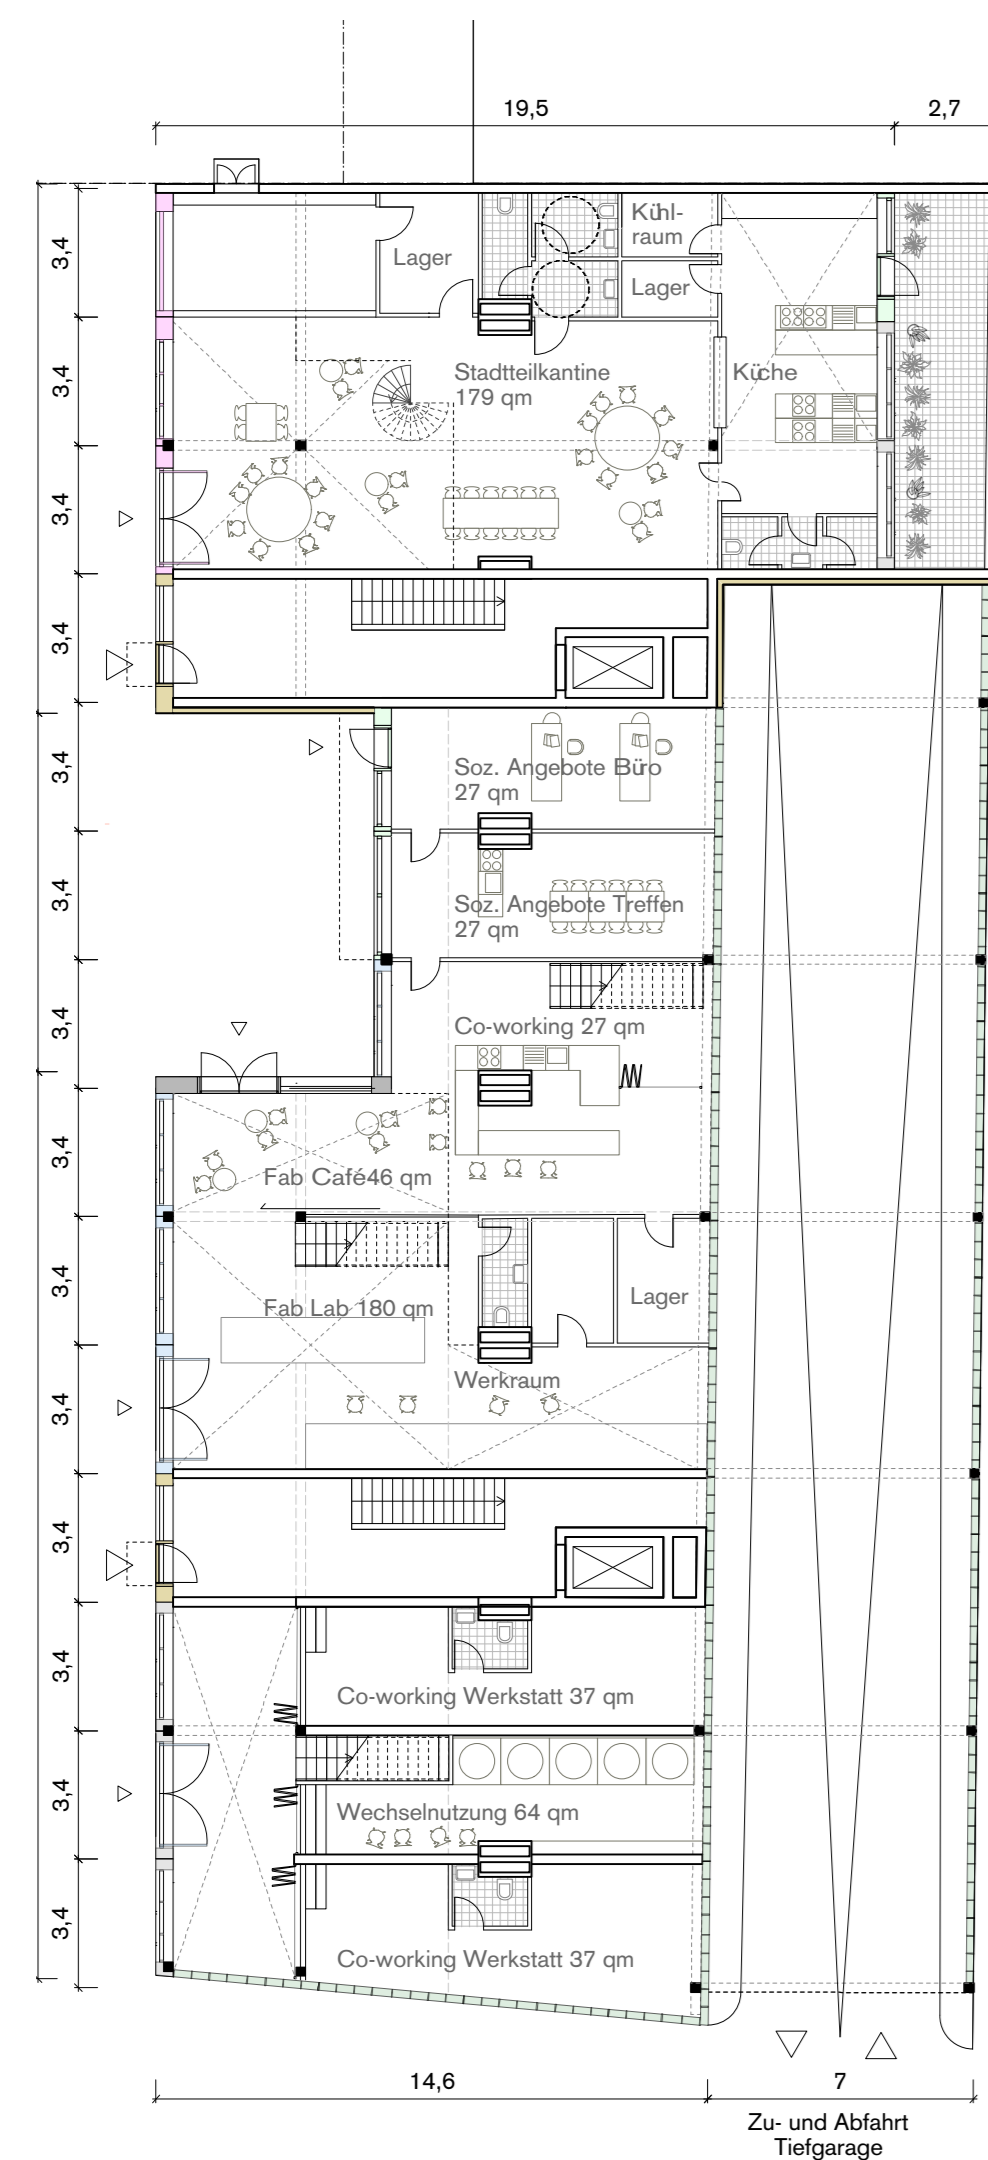 19,5
2,7
3,4
Kühl-
raum
Lager
Lager
3,4
Stadtteilkantine
179 qm
Küche
3,4
3,4
3,4
Soz. Angebote Büro
27 qm
3,4
Soz. Angebote Treffen
27 qm
3,4
Co-working 27 qm
3,4
Fab Café46 qm
3,4
Lager
Fab Lab 180 qm
Werkraum
3,4
3,4
3,4
Co-working Werkstatt 37 qm
3,4
Wechselnutzung 64 qm
3,4
Co-working Werkstatt 37 qm
14,6
7
Zu- und Abfahrt
Tiefgarage